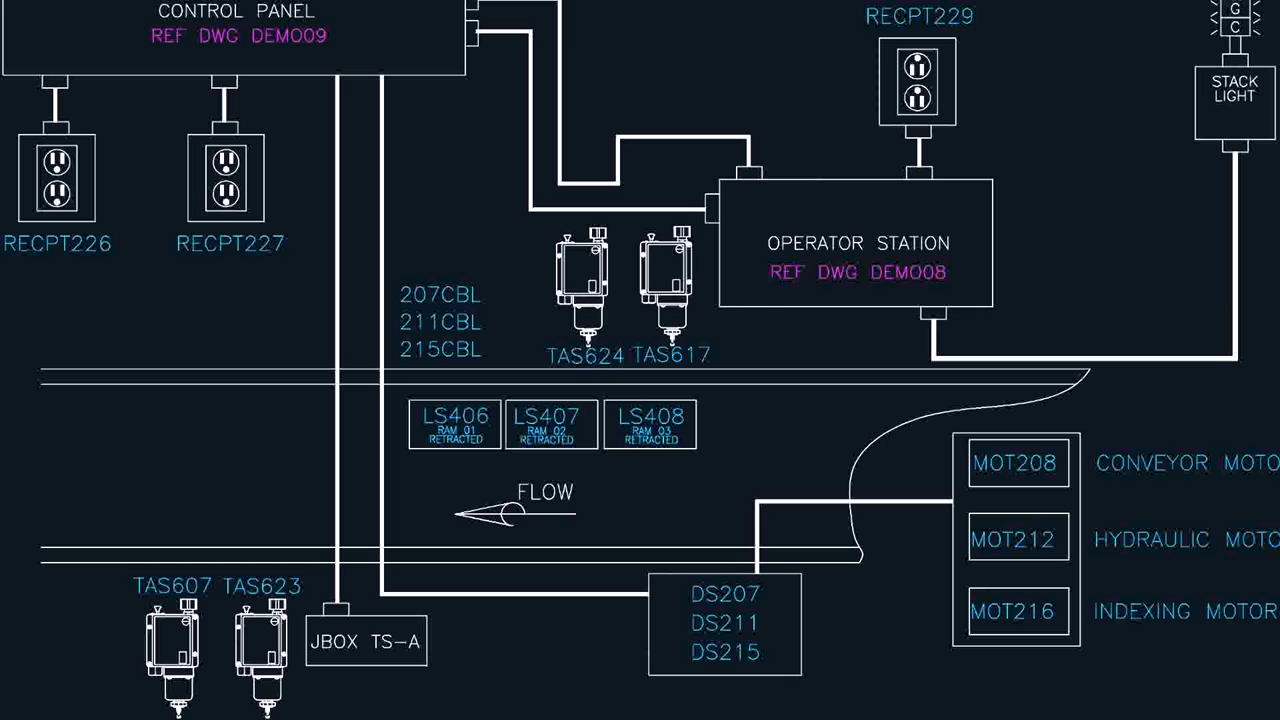 CONTROL PANEL
REF DWG DEMO09
RECPT229
G
C
STACK
LIGHT
RECPT226
RECPT227
OPERATOR STATION
REF DWG DEMO08
207CBL
211CBL
215CBL
TAS624
TAS617
LS406
RAM 01
RETRACTED
LS407
RAM 02
RETRACTED
LS408
RAM 03
RETRACTED
FLOW
MOT208
CONVEYOR MOTO
MOT212
HYDRAULIC MOTO
MOT216
INDEXING MOTOR
TAS607
TAS623
JBOX TS-A
DS207
DS211
DS215